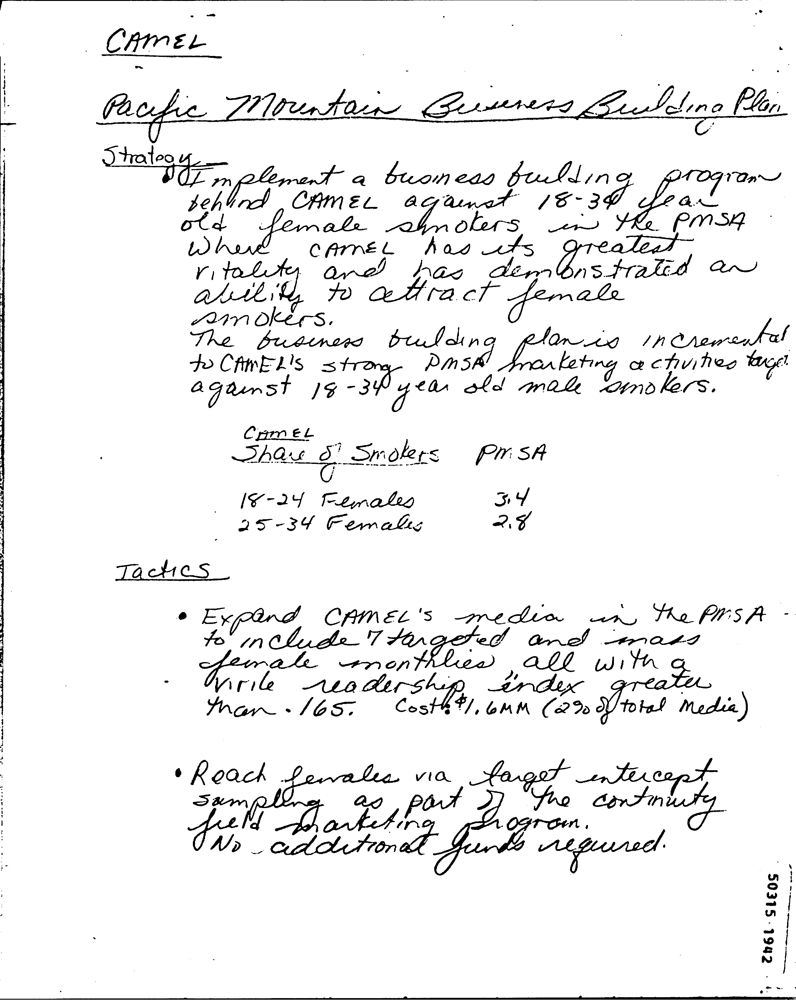 CAMEL
Pacific Mountain Business Building Plan
Strategy
• Implement a business building program
behind CAMEL against 18-34 year
old female smokers in the PMSA
Where CAMEL has its greatest
vitality and has demonstrated an
ability to attract female
smokers.
The business building plan is incremental
to CAMEL'S strong PMSA marketing activities
against 18-34 year old male smokers.
CAMEL
Share of Smokers PMSA
18-24 Females 3.4
25-34 Females 2.8
Tactics
• Expand CAMEL'S media in the PMSA
to include 7 targeted and mass
female monthlies, all with a
Virile readership index greater
than .165. Cost: $1.6MM (2% of total Media)
• Reach females via target intercept
sampling as part of the continuity
field marketing program.
No additional funds required.
50315 1942